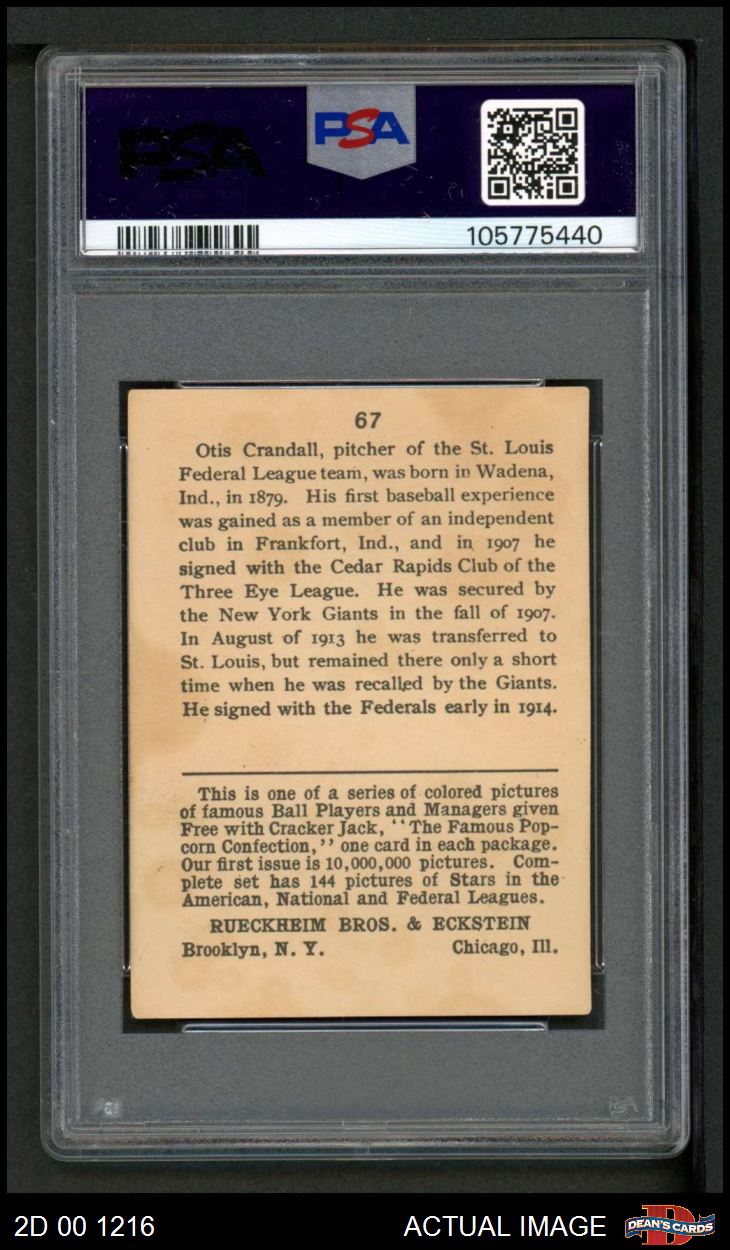 PSA
PSA
105775440
67
Otis Crandall, pitcher of the St. Louis
Federal League team, was born in Wadena,
Ind., in 1879. His first baseball experience
was gained as a member of an independent
club in Frankfort, Ind., and in 1907 he
signed with the Cedar Rapids Club of the
Three Eye League. He was secured by
the New York Giants in the fall of 1907.
In August of 1913 he was transferred to
St. Louis, but remained there only a short
time when he was recalled by the Giants.
He signed with the Federals early in 1914.
This is one of a series of colored pictures
of famous Ball Players and Managers given
Free with Cracker Jack, ‘‘The Famous Pop-
corn Confection,’’ one card in each package.
Our first issue is 10,000,000 pictures. Com-
plete set has 144 pictures of Stars in the
American, National and Federal Leagues.
RUECKHEIM BROS. & ECKSTEIN
Brooklyn, N. Y. Chicago, Ill.
PSA
2D 00 1216 ACTUAL IMAGE DEAN'S CARDS